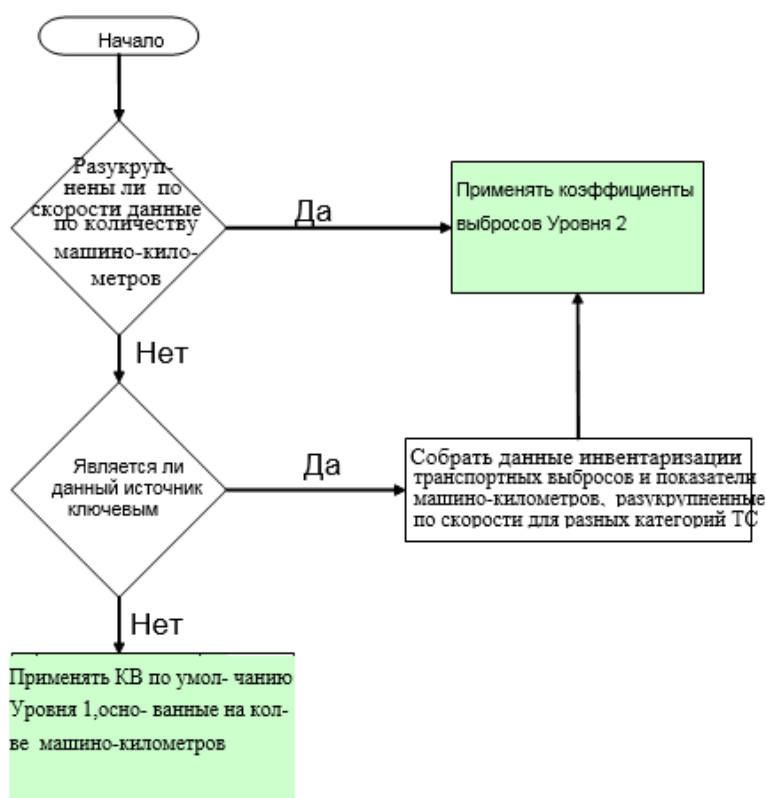 Начало
Разукруп-
нены ли по
скорости данные
по количеству
машино-кило-
метров
Да
Применять коэффициенты
выбросов Уровня 2
Нет
Является ли
данный источник
ключевым
Да
Собрать данные инвентаризации
транспортных выбросов и показатели
машино-километров, разукрупненные
по скорости для разных категорий ТС
Нет
Применять КВ по умол- чанию
Уровня 1,осно- ванные на кол-
ве машино-километров